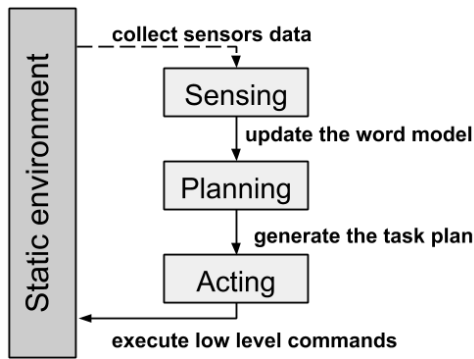 Static environment
collect sensors data
Sensing
update the word model
Planning
generate the task plan
Acting
execute low level commands